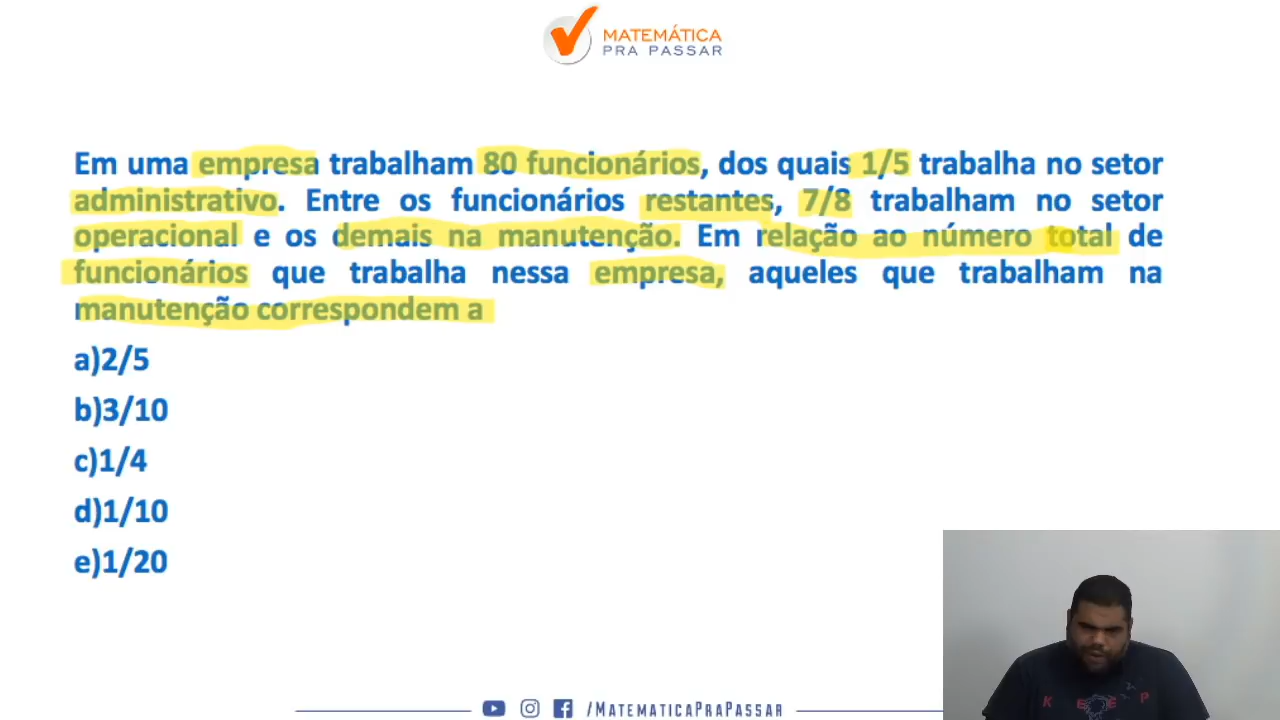 MATEMÁTICA
PRA PASSAR
Em uma empresa trabalham 80 funcionários, dos quais 1/5 trabalha no setor
administrativo. Entre os funcionários restantes, 7/8 trabalham no setor
operacional e os demais na manutenção. Em relação ao número total de
funcionários que trabalha nessa empresa, aqueles que trabalham na
manutenção correspondem a
a)2/5
b)3/10
c)1/4
d)1/10
e)1/20
K E E P
/MATEMATICAPRAPASSAR